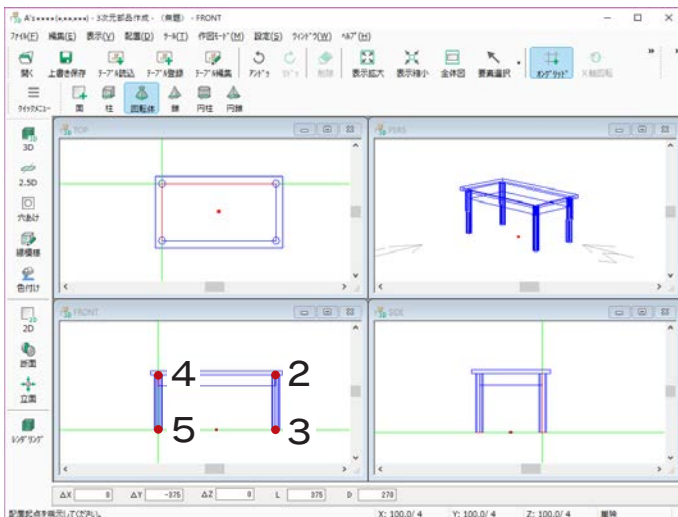 A's▪▪▪▪(▪,▪▪▪,▪▪▪) - 3次元部品作成 - (無題) - FRONT
ﾌｧｲﾙ(F) 編集(E) 表示(V) 配置(D) ﾂｰﾙ(T) 作図ﾓｰﾄﾞ(M) 設定(S) ｳｨﾝﾄﾞｳ(W) ﾍﾙﾌﾟ(H)
開く 上書き保存 ﾃｰﾌﾞﾙ読込 ﾃｰﾌﾞﾙ登録 ﾃｰﾌﾞﾙ編集 ｱﾝﾄﾞｩ ﾘﾄﾞｩ 削除 表示拡大 表示縮小 全体図 要素選択 ｵﾝｸﾞﾘｯﾄﾞ X軸回転
ｸｲｯｸﾒﾆｭｰ 面 柱 回転体 錐 円柱 円錐
3D
2.5D
穴あけ
線模様
色付け
2D
断面
立面
ﾚﾝﾀﾞﾘﾝｸﾞ
TOP
PERS
FRONT
SIDE
4 2
5 3
ΔX 0 ΔY -375 ΔZ 0 L 375 D 270
配置起点を指示してください。 X: 100.0/ 4 Y: 100.0/ 4 Z: 100.0/ 4 単独